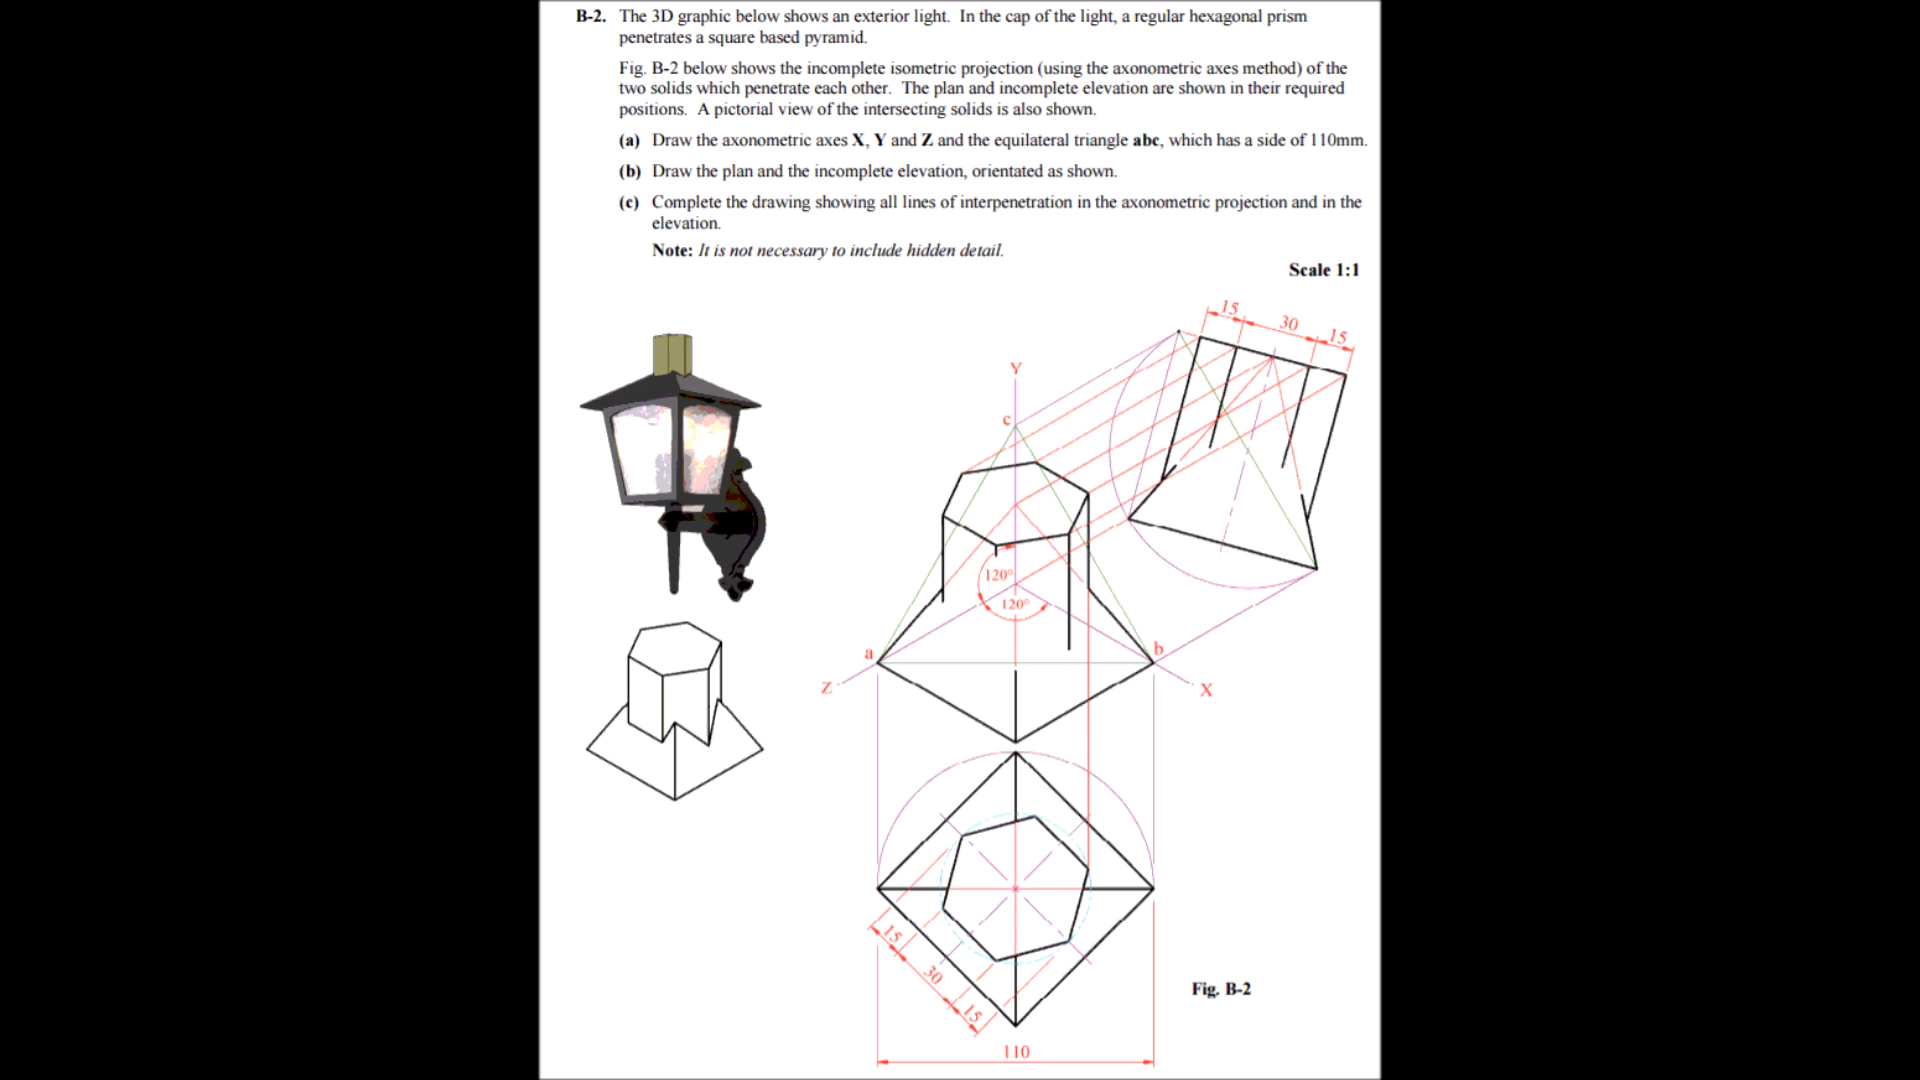 B-2. The 3D graphic below shows an exterior light. In the cap of the light, a regular hexagonal prism
penetrates a square based pyramid.
Fig. B-2 below shows the incomplete isometric projection (using the axonometric axes method) of the
two solids which penetrate each other. The plan and incomplete elevation are shown in their required
positions. A pictorial view of the intersecting solids is also shown.
(a) Draw the axonometric axes X, Y and Z and the equilateral triangle abc, which has a side of 110mm.
(b) Draw the plan and the incomplete elevation, orientated as shown.
(c) Complete the drawing showing all lines of interpenetration in the axonometric projection and in the
elevation.
Note: It is not necessary to include hidden detail.
Scale 1:1
15
30
15
Y
c
120°
120°
a
b
Z
X
15
30
15
Fig. B-2
110